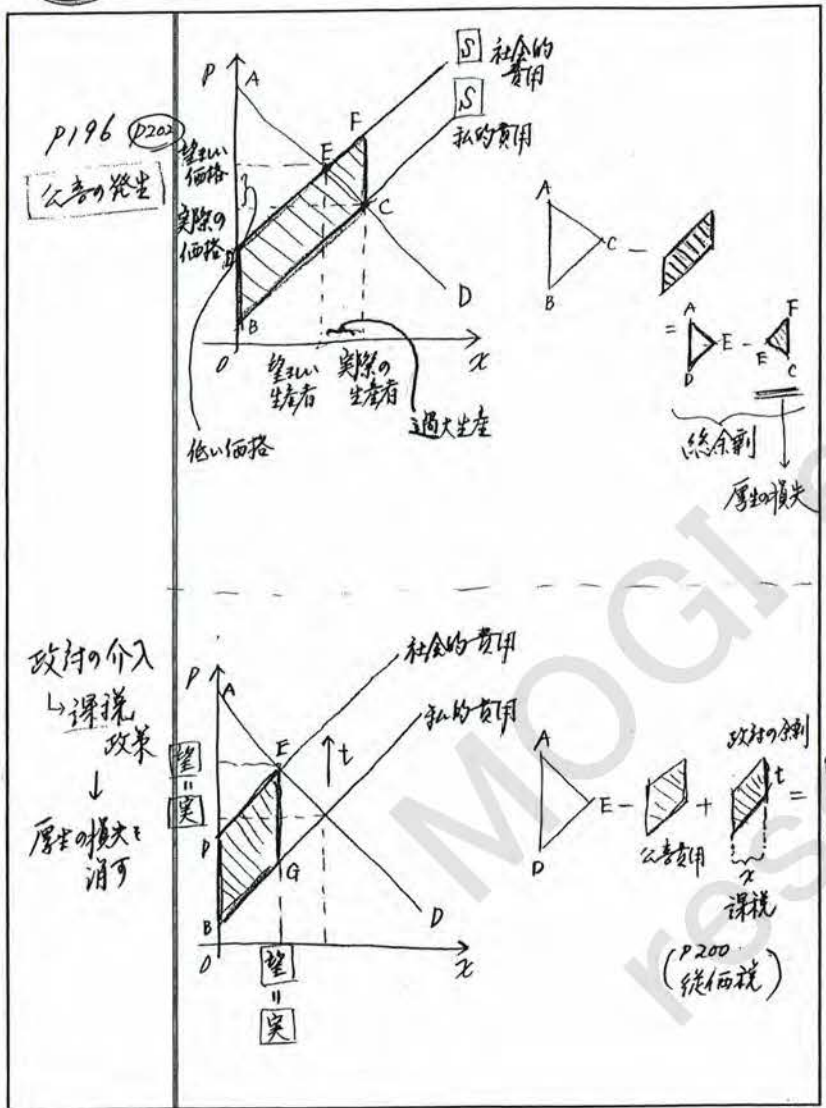 P196 P202
公害の発生
P
A
S 社会的費用
S 私的費用
F
E
C
D
B
D
O
x
望ましい価格
実際の価格
望ましい生産者
実際の生産者
低い価格
過大生産
A
B
C
−
=
A
D
E
−
F
E
C
総余剰
厚生の損失
政府の介入
↳課税政策
↓
厚生の損失を消す
P
A
社会的費用
私的費用
E
t
望
=
実
D
B
G
D
O
x
望
=
実
A
D
E
−
公害費用
+
政府の余剰
t
x
課税
=
(P200 従価税)
MOGI
res